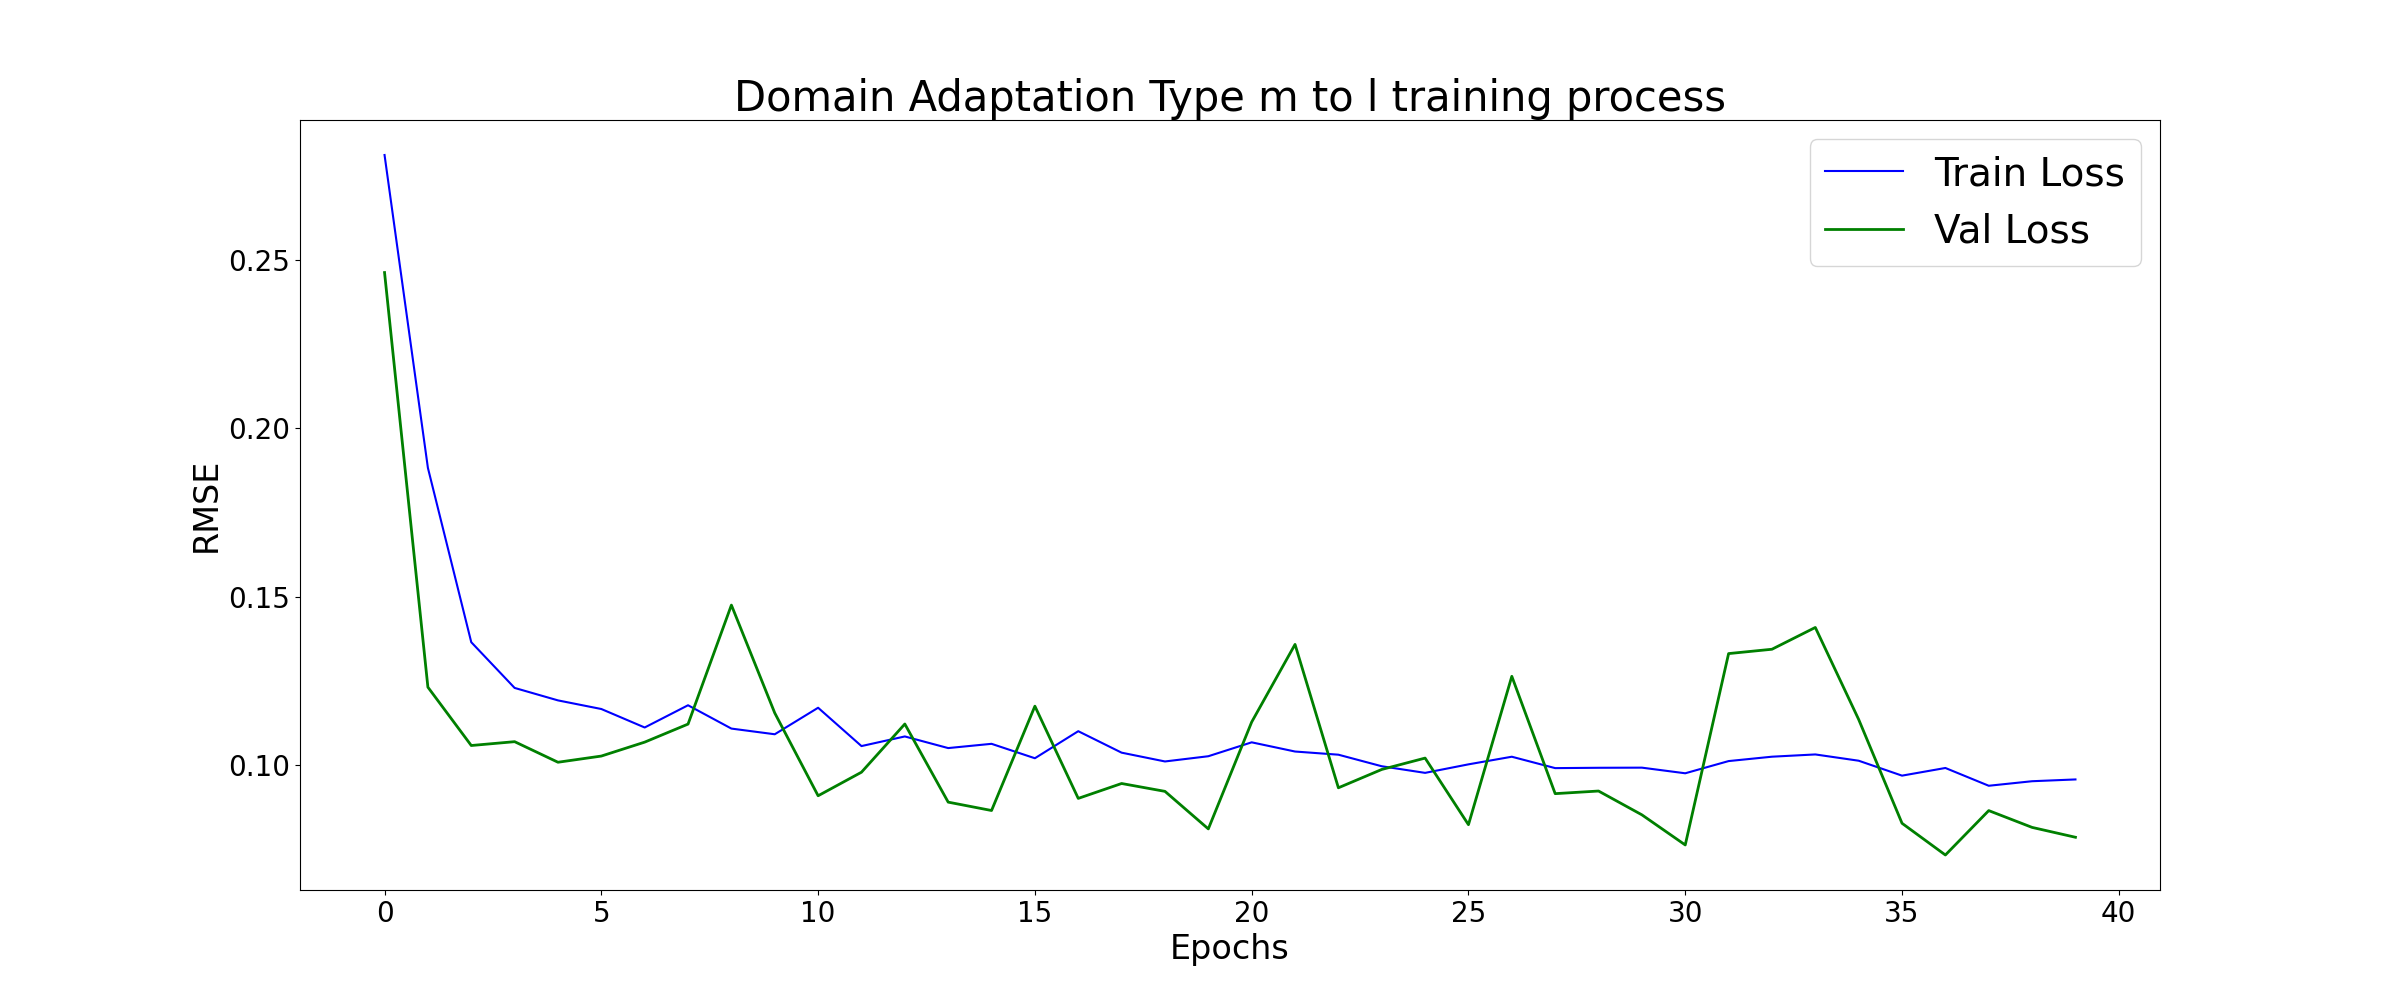 Domain Adaptation Type m to l training process
Train Loss
Val Loss
0.25
0.20
0.15
0.10
RMSE
0 5 10 15 20 25 30 35 40
Epochs